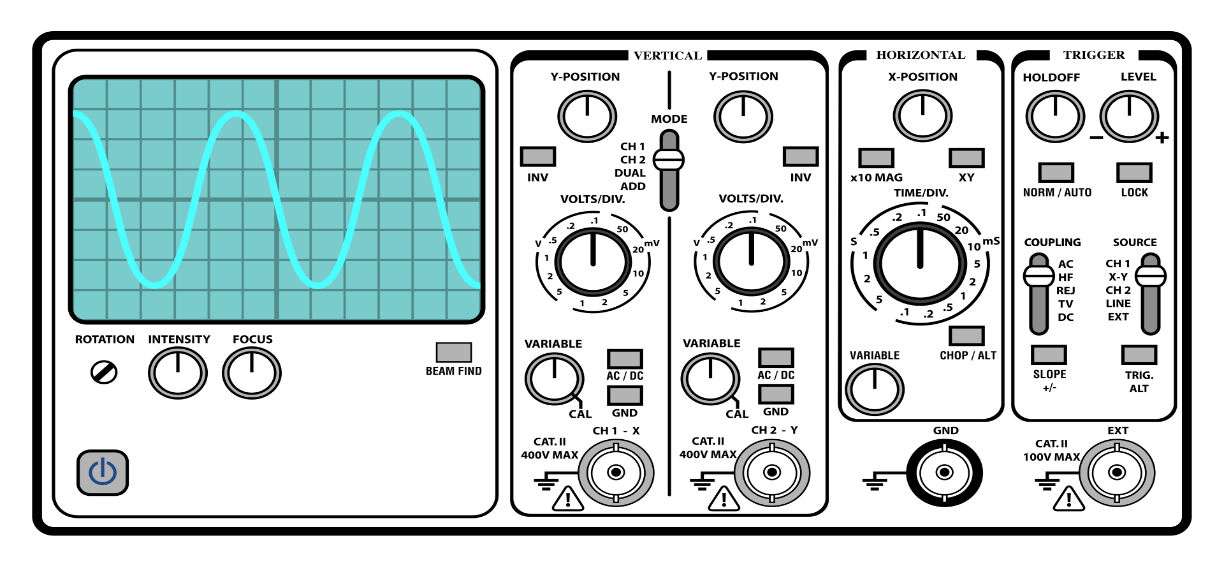 VERTICAL
HORIZONTAL
TRIGGER
ROTATION
INTENSITY
FOCUS
BEAM FIND
Y-POSITION
Y-POSITION
MODE
CH 1
CH 2
DUAL
ADD
INV
INV
VOLTS/DIV.
V .5 .2 .1 50 20 mV
1 10
2 5
.5 1 2
VOLTS/DIV.
V .5 .2 .1 50 20 mV
1 10
2 5
.5 1 2
VARIABLE
CAL
AC / DC
GND
VARIABLE
CAL
AC / DC
GND
CH 1 - X
CAT. II
400V MAX
!
CH 2 - Y
CAT. II
400V MAX
!
X-POSITION
x10 MAG
XY
TIME/DIV.
.5 .2 .1 50 20
S 10 mS
1 5
2 2
5 1
.1 .2 .5
CHOP / ALT
VARIABLE
GND
HOLDOFF
LEVEL
− +
NORM / AUTO
LOCK
COUPLING
AC
HF
REJ
TV
DC
SOURCE
CH 1
X-Y
CH 2
LINE
EXT
SLOPE
+/-
TRIG.
ALT
EXT
CAT. II
100V MAX
!